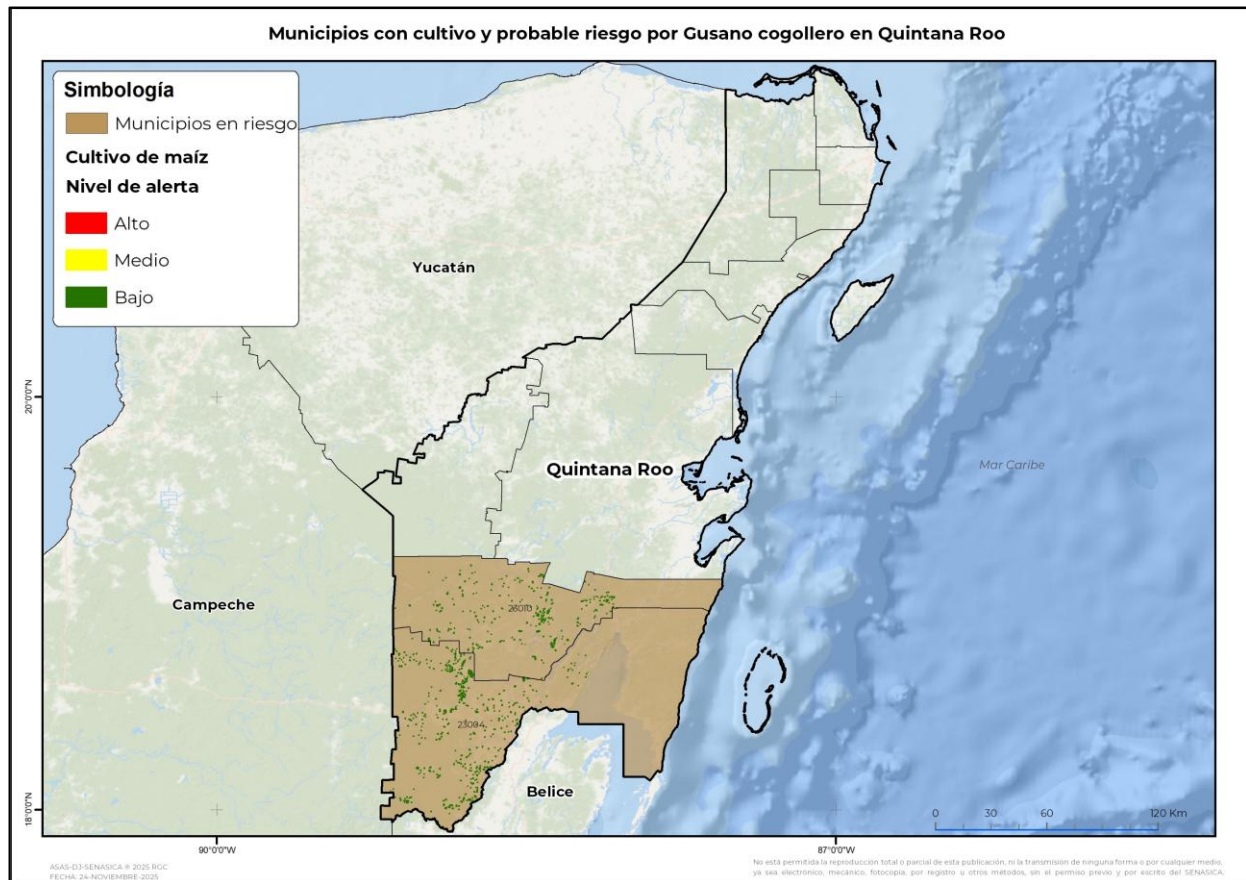 Municipios con cultivo y probable riesgo por Gusano cogollero en Quintana Roo
Simbología
Municipios en riesgo
Cultivo de maíz
Nivel de alerta
Alto
Medio
Bajo
Yucatán
20°0'0"N
Quintana Roo
Mar Caribe
Campeche
23010
23004
Belice
18°0'0"N
0 30 60 120 Km
90°0'0"W
87°0'0"W
ASAS-DJ-SENASICA ® 2025 RGC
FECHA: 24-NOVIEMBRE-2025
No está permitida la reproducción total o parcial de esta publicación, ni la transmisión de ninguna forma o por cualquier medio,
ya sea electrónico, mecánico, fotocopia, por registro u otros métodos, sin el permiso previo y por escrito del SENASICA.